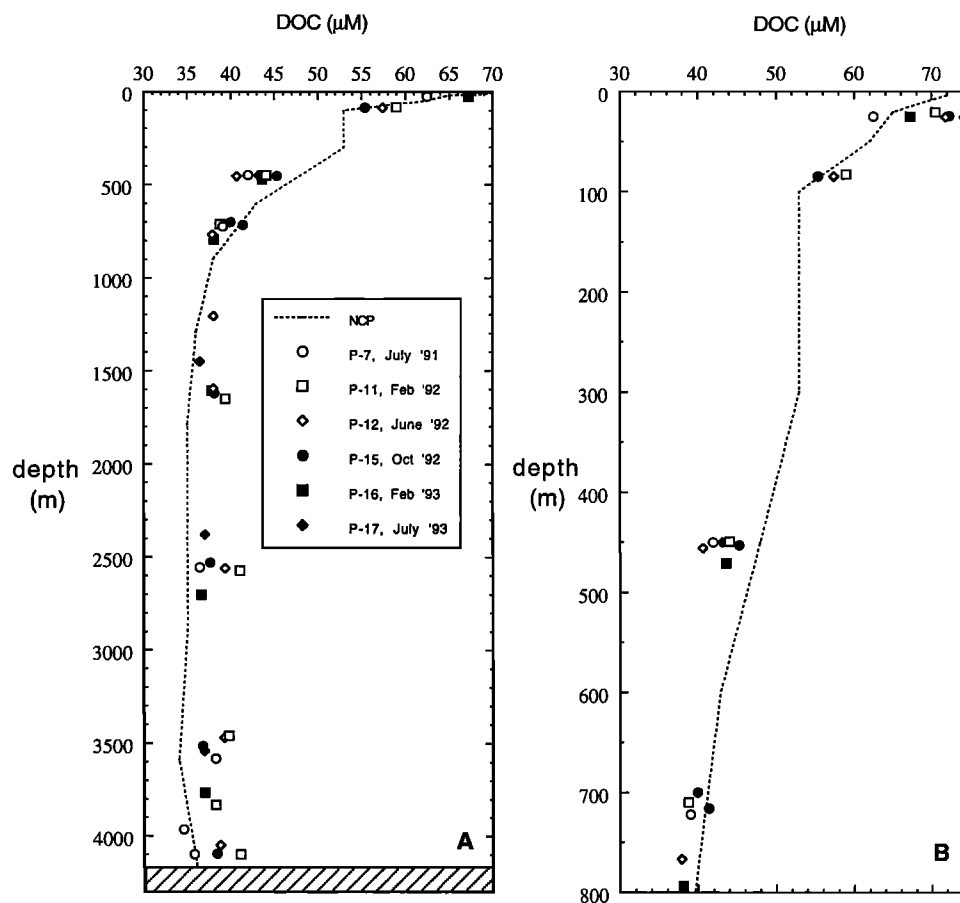 DOC (µM)
30 35 40 45 50 55 60 65 70
0
500
1000
1500
2000
2500
3000
3500
4000
depth
(m)
NCP
P-7, July '91
P-11, Feb '92
P-12, June '92
P-15, Oct '92
P-16, Feb '93
P-17, July '93
A
DOC (µM)
30 40 50 60 70
0
100
200
300
400
500
600
700
800
depth
(m)
B